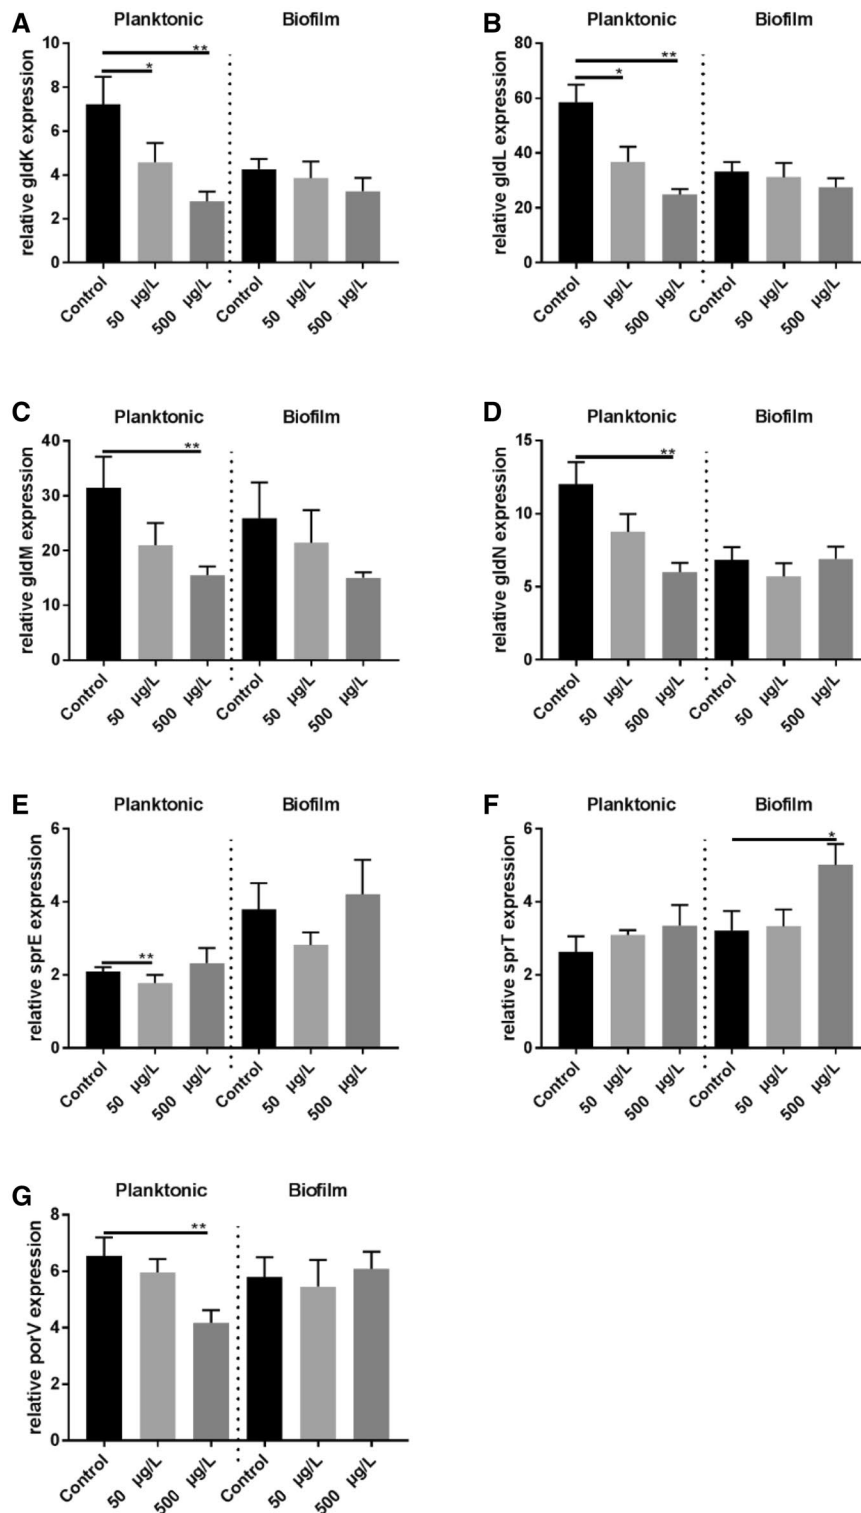 A
Planktonic Biofilm
relative gldK expression
10
8
6
4
2
0
** 
*
Control 50 µg/L 500 µg/L Control 50 µg/L 500 µg/L
B
Planktonic Biofilm
relative gldL expression
80
60
40
20
0
**
*
Control 50 µg/L 500 µg/L Control 50 µg/L 500 µg/L
C
Planktonic Biofilm
relative gldM expression
40
30
20
10
0
**
Control 50 µg/L 500 µg/L Control 50 µg/L 500 µg/L
D
Planktonic Biofilm
relative gldN expression
15
10
5
0
**
Control 50 µg/L 500 µg/L Control 50 µg/L 500 µg/L
E
Planktonic Biofilm
relative sprE expression
6
4
2
0
**
Control 50 µg/L 500 µg/L Control 50 µg/L 500 µg/L
F
Planktonic Biofilm
relative sprT expression
6
4
2
0
*
Control 50 µg/L 500 µg/L Control 50 µg/L 500 µg/L
G
Planktonic Biofilm
relative porV expression
8
6
4
2
0
**
Control 50 µg/L 500 µg/L Control 50 µg/L 500 µg/L